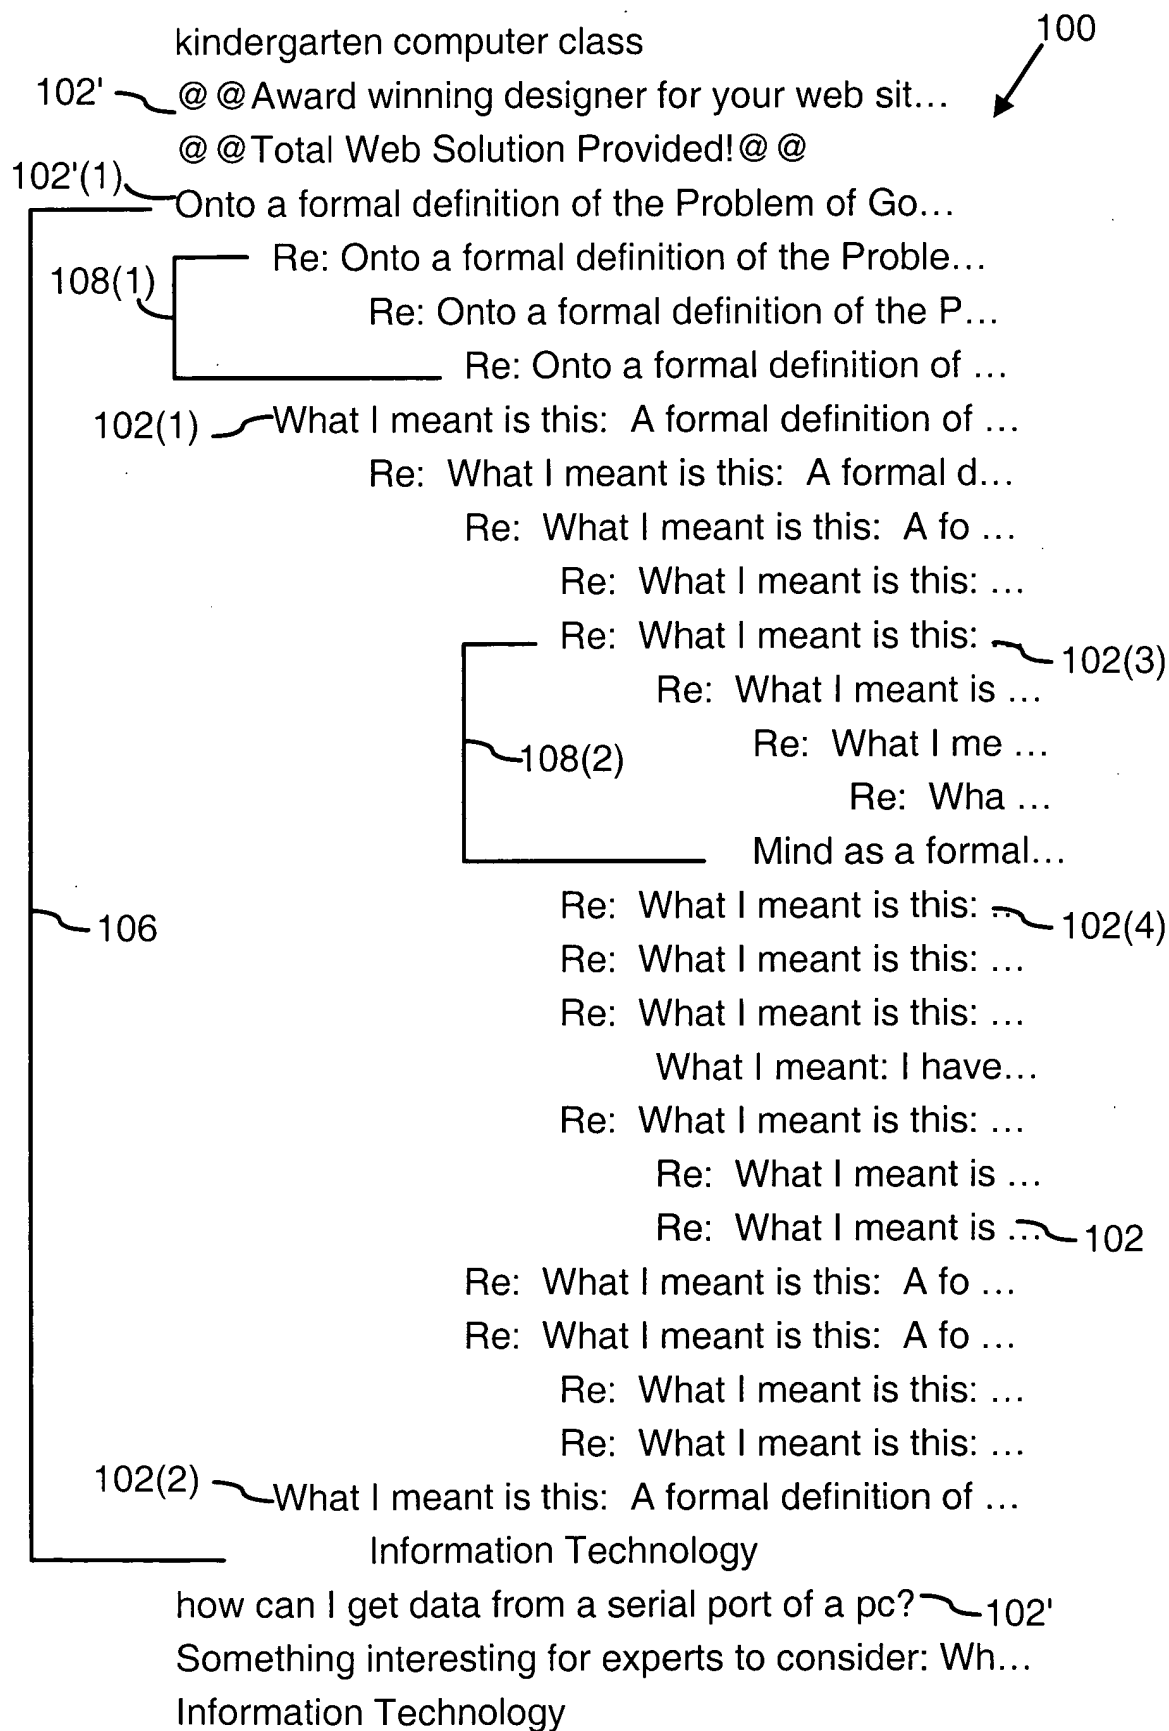 kindergarten computer class
100
102' @ @Award winning designer for your web sit...
@ @Total Web Solution Provided!@ @
102'(1) Onto a formal definition of the Problem of Go...
Re: Onto a formal definition of the Proble...
108(1)
Re: Onto a formal definition of the P...
Re: Onto a formal definition of ...
102(1) What I meant is this: A formal definition of ...
Re: What I meant is this: A formal d...
Re: What I meant is this: A fo ...
Re: What I meant is this: ...
Re: What I meant is this: 102(3)
Re: What I meant is ...
Re: What I me ...
108(2)
Re: Wha ...
Mind as a formal...
Re: What I meant is this: .. 102(4)
106
Re: What I meant is this: ...
Re: What I meant is this: ...
What I meant: I have...
Re: What I meant is this: ...
Re: What I meant is ...
Re: What I meant is ... 102
Re: What I meant is this: A fo ...
Re: What I meant is this: A fo ...
Re: What I meant is this: ...
Re: What I meant is this: ...
102(2) What I meant is this: A formal definition of ...
Information Technology
how can I get data from a serial port of a pc? 102'
Something interesting for experts to consider: Wh...
Information Technology